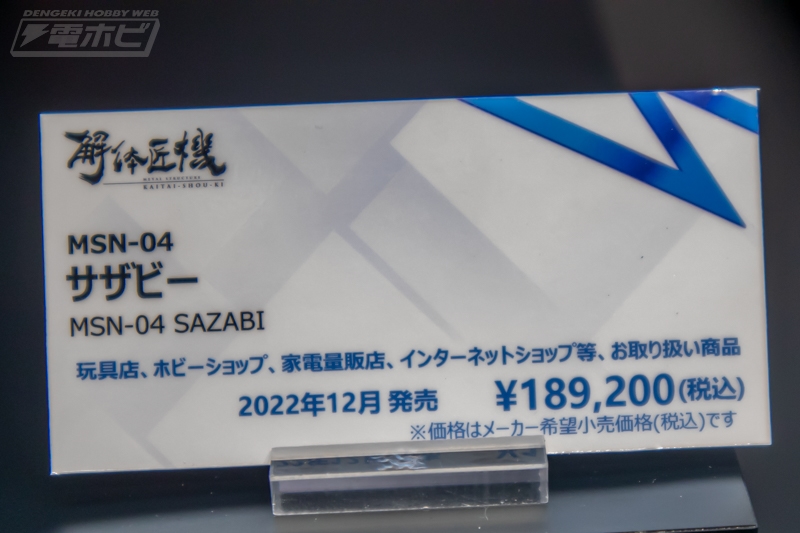 DENGEKI HOBBY WEB
電ホビ
解体匠機
METAL STRUCTURE
KAITAI-SHOU-KI
MSN-04
サザビー
MSN-04 SAZABI
玩具店、ホビーショップ、家電量販店、インターネットショップ等、お取り扱い商品
2022年12月 発売 ¥189,200(税込)
※価格はメーカー希望小売価格(税込)です